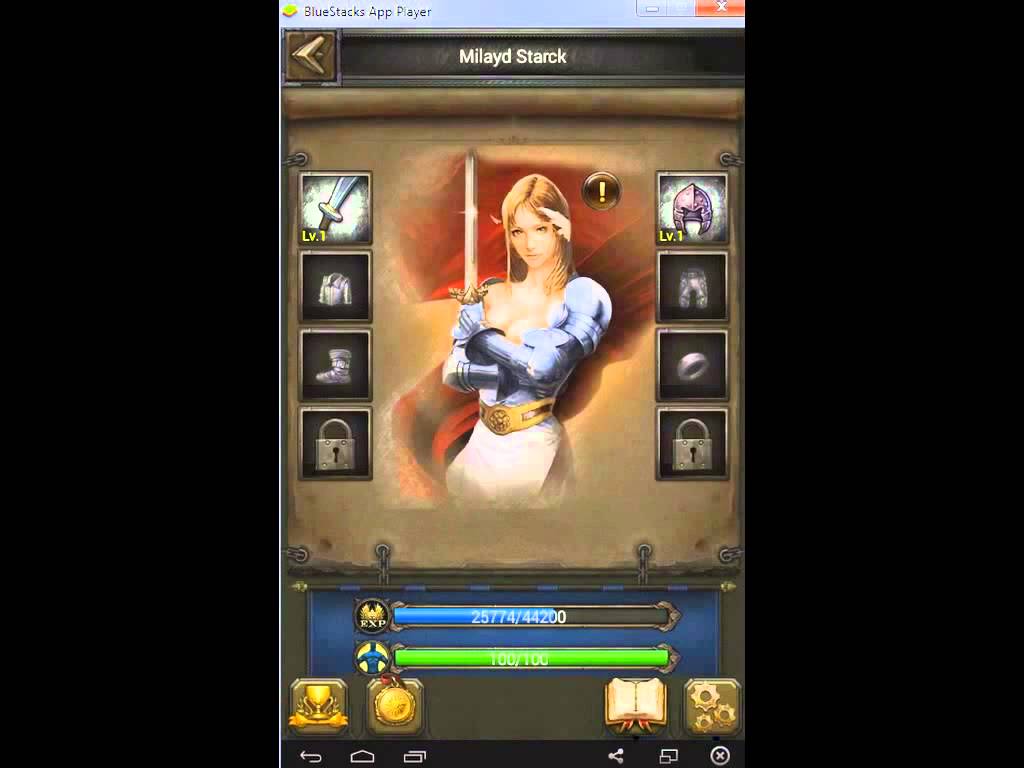 BlueStacks App Player
Milayd Starck
Lv.1
Lv.1
EXP
25774/44200
100/100